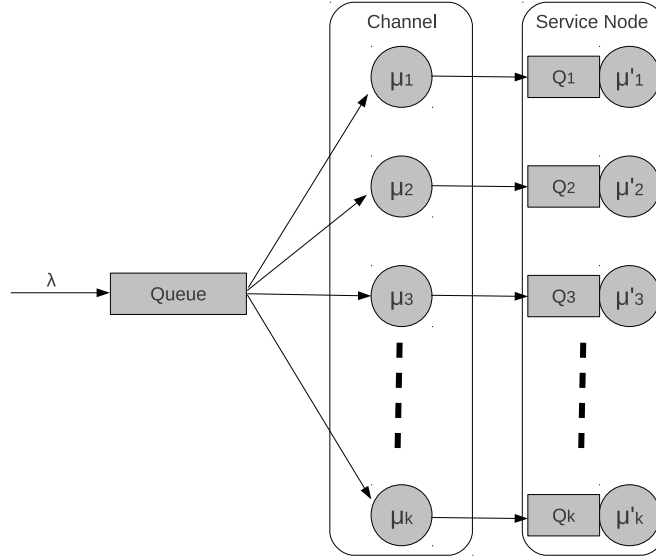 Channel
Service Node
μ1
Q1
μ'1
μ2
Q2
μ'2
λ
Queue
μ3
Q3
μ'3
μk
Qk
μ'k